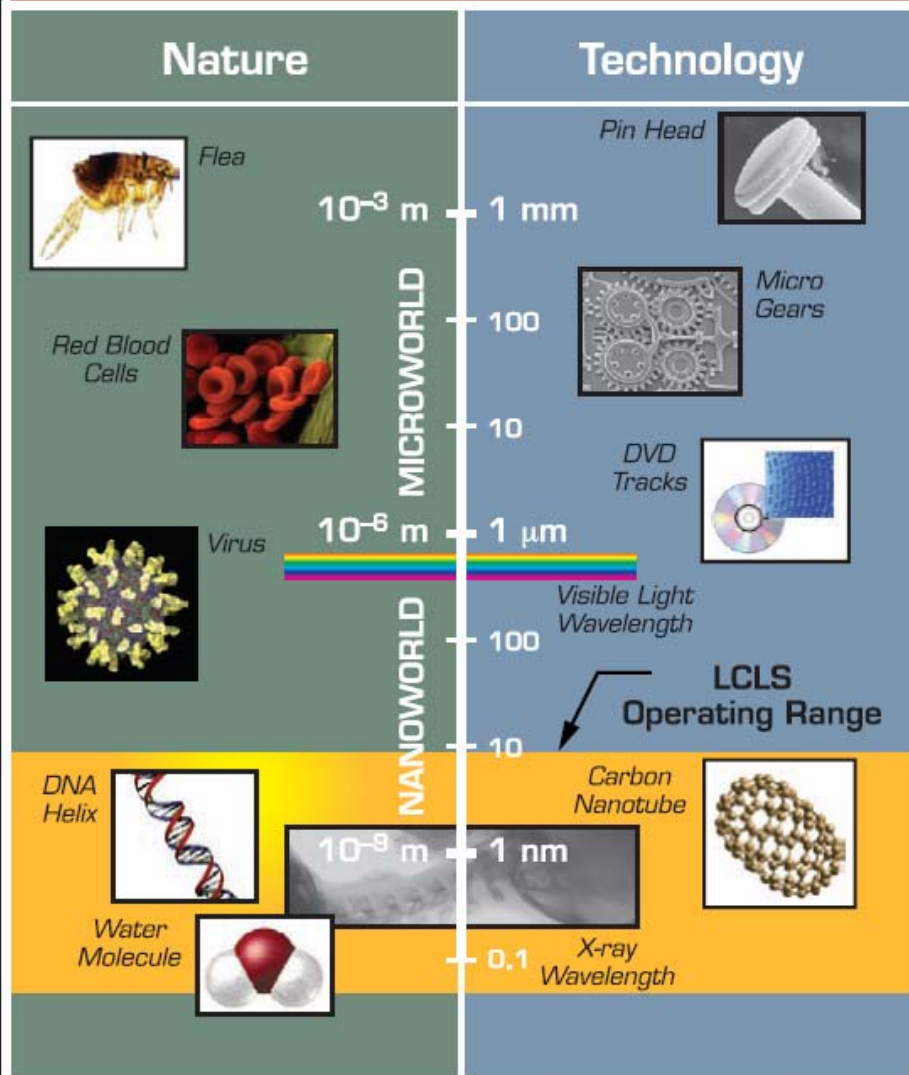 Nature
Technology
Flea
Pin Head
10⁻³ m
1 mm
MICROWORLD
Micro
Gears
100
Red Blood
Cells
10
DVD
Tracks
10⁻⁶ m
1 μm
Virus
Visible Light
Wavelength
NANOWORLD
100
LCLS
Operating Range
10
DNA
Helix
Carbon
Nanotube
10⁻⁹ m
1 nm
Water
Molecule
0.1
X-ray
Wavelength